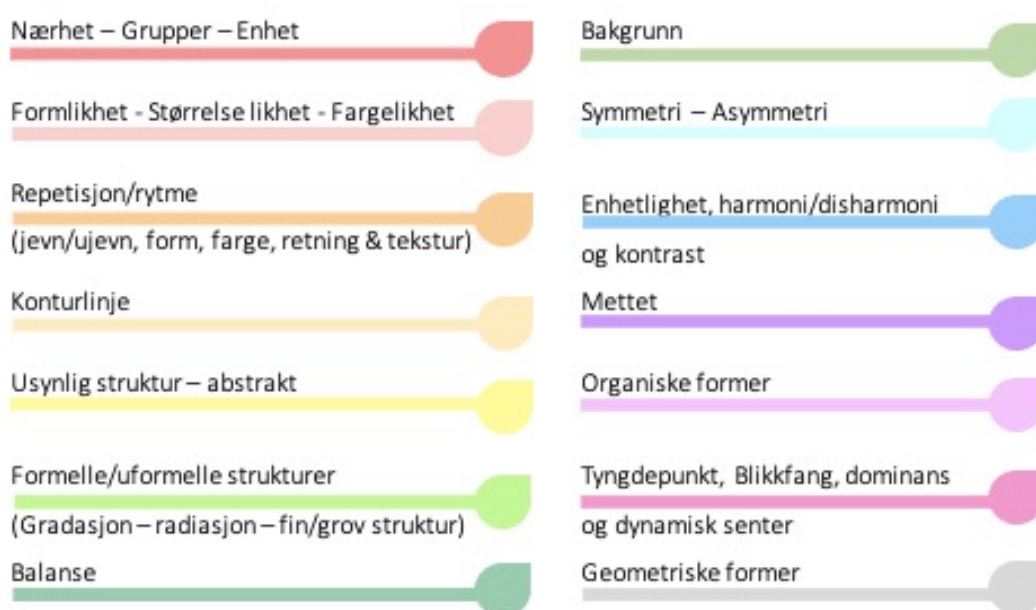 Nærhet – Grupper – Enhet
Formlikhet - Størrelse likhet - Fargelikhet
Repetisjon/rytme
(jevn/ujevn, form, farge, retning & tekstur)
Konturlinje
Usynlig struktur – abstrakt
Formelle/uformelle strukturer
(Gradasjon – radiasjon – fin/grov struktur)
Balanse
Bakgrunn
Symmetri – Asymmetri
Enhetlighet, harmoni/disharmoni
og kontrast
Mettet
Organiske former
Tyngdepunkt, Blikkfang, dominans
og dynamisk senter
Geometriske former